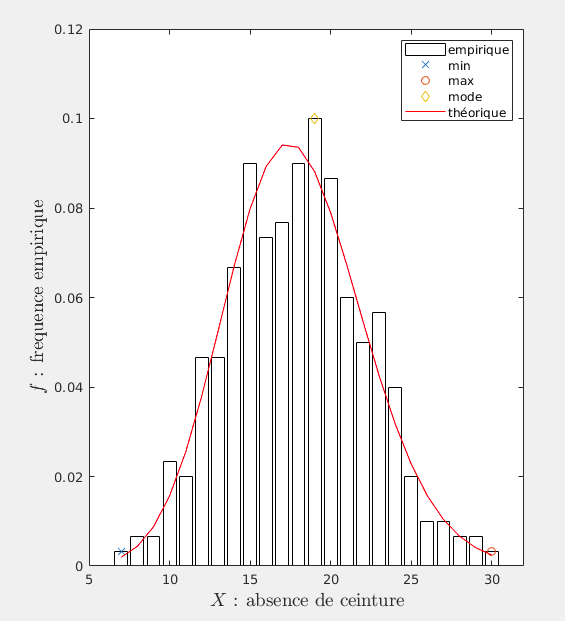 0.12
0.1
0.08
0.06
0.04
0.02
0
f : frequence empirique
empirique
min
max
mode
théorique
5 10 15 20 25 30
X : absence de ceinture